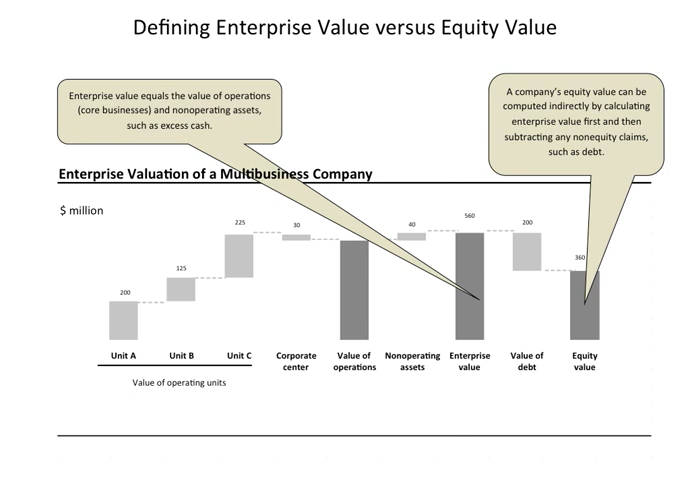 Defining Enterprise Value versus Equity Value
Enterprise value equals the value of operations
(core businesses) and nonoperating assets,
such as excess cash.
A company's equity value can be
computed indirectly by calculating
enterprise value first and then
subtracting any nonequity claims,
such as debt.
Enterprise Valuation of a Multibusiness Company
$ million
200
125
225
30
40
560
200
360
Unit A
Unit B
Unit C
Corporate
center
Value of
operations
Nonoperating
assets
Enterprise
value
Value of
debt
Equity
value
Value of operating units